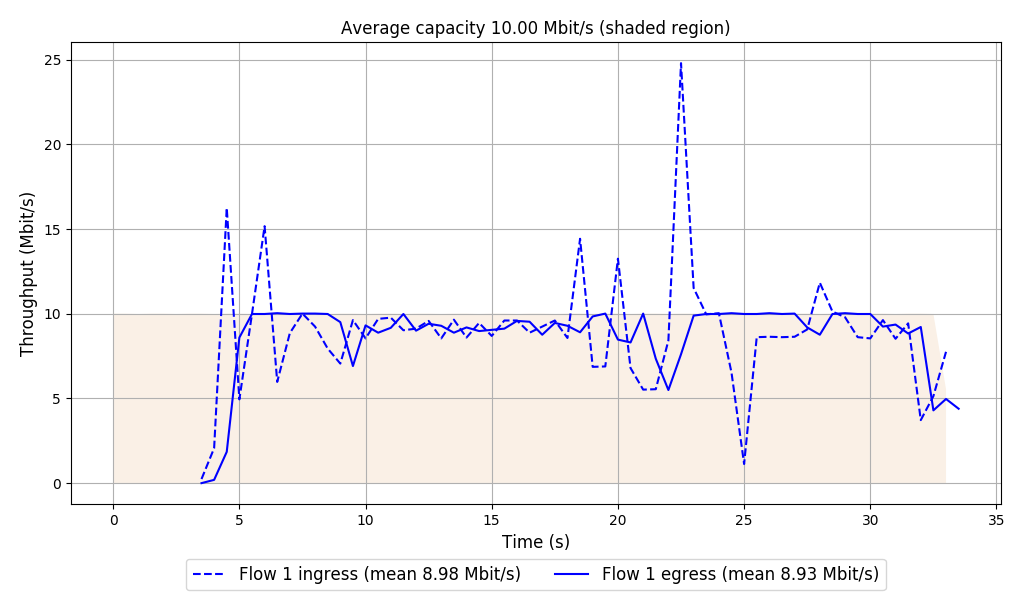 Average capacity 10.00 Mbit/s (shaded region)
25
20
15
10
5
0
Throughput (Mbit/s)
0 5 10 15 20 25 30 35
Time (s)
Flow 1 ingress (mean 8.98 Mbit/s) Flow 1 egress (mean 8.93 Mbit/s)